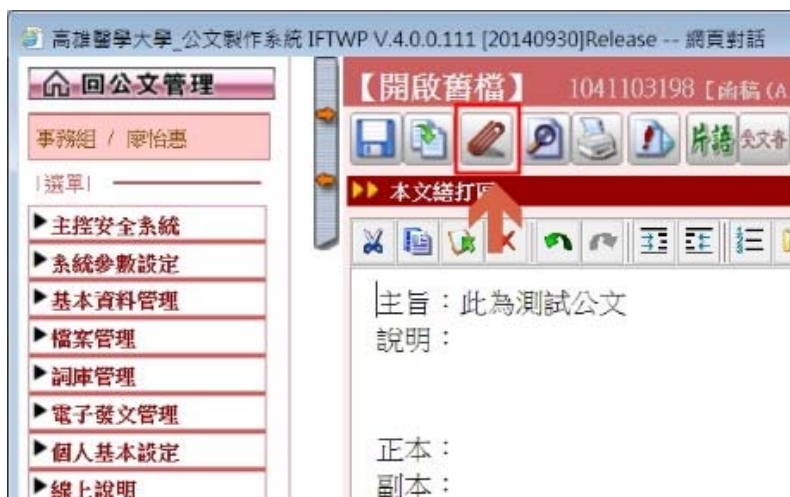 高雄醫學大學_公文製作系統 IFTWP V.4.0.0.111 [20140930]Release -- 網頁對話
回公文管理
事務組 / 廖怡惠
|選單|
主控安全系統
系統參數設定
基本資料管理
檔案管理
詞庫管理
電子發文管理
個人基本設定
線上說明
【開啟舊檔】 1041103198 [函稿(A
片語 受文者
本文繕打區
主旨：此為測試公文
說明：
正本：
副本：